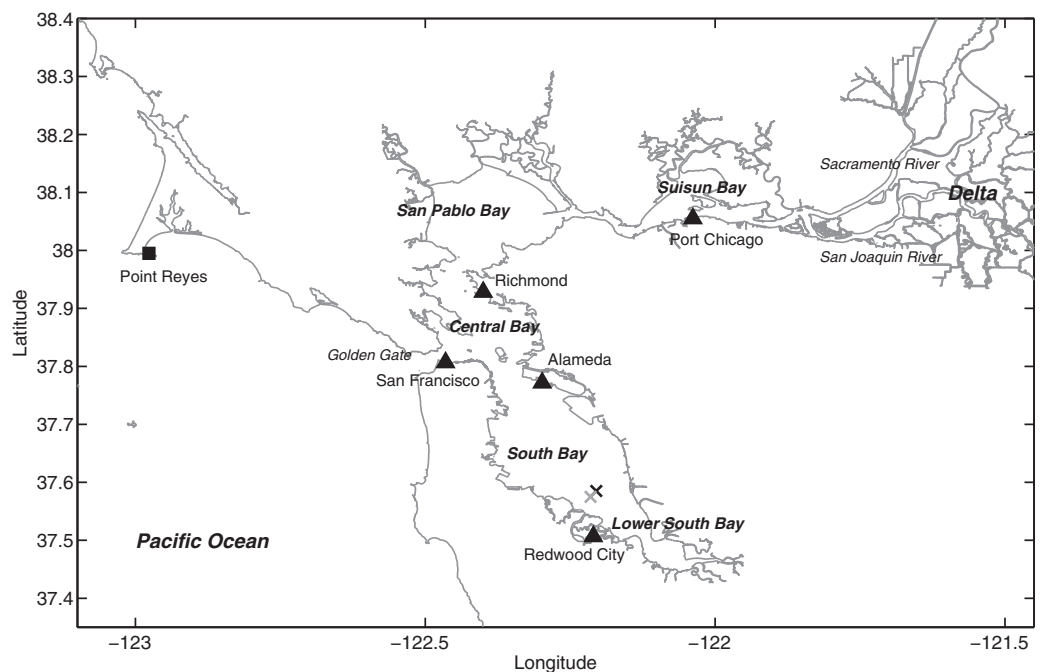 38.4
38.3
38.2
38.1
38
37.9
37.8
37.7
37.6
37.5
37.4
Latitude
Sacramento River
Suisun Bay
Delta
San Pablo Bay
Port Chicago
San Joaquin River
Point Reyes
Richmond
Central Bay
Golden Gate
Alameda
San Francisco
South Bay
Lower South Bay
Pacific Ocean
Redwood City
−123
−122.5
−122
−121.5
Longitude